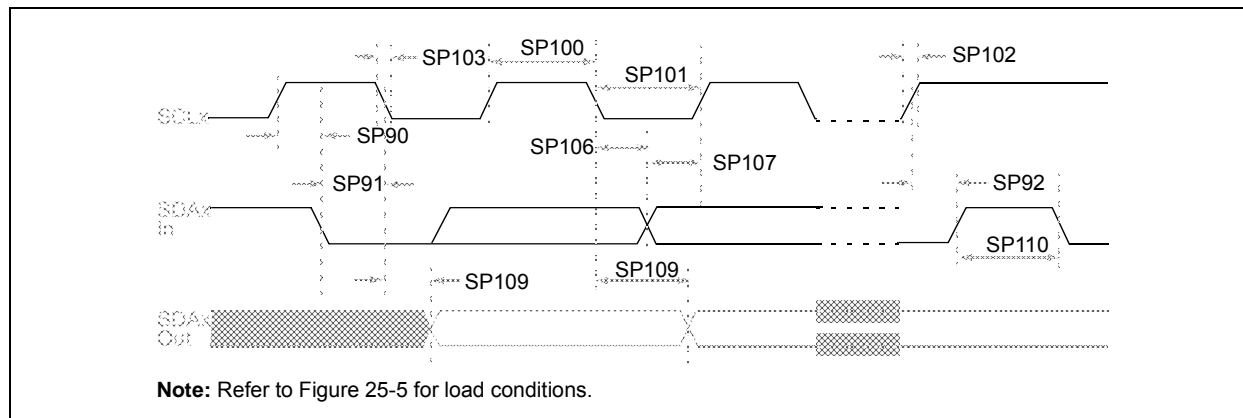 SP103
SP100
SP101
SP102
SCLx
SP90
SP106
SP107
SP91
SP92
SDAx
In
SP110
SP109
SP109
SDAx
Out
Note: Refer to Figure 25-5 for load conditions.